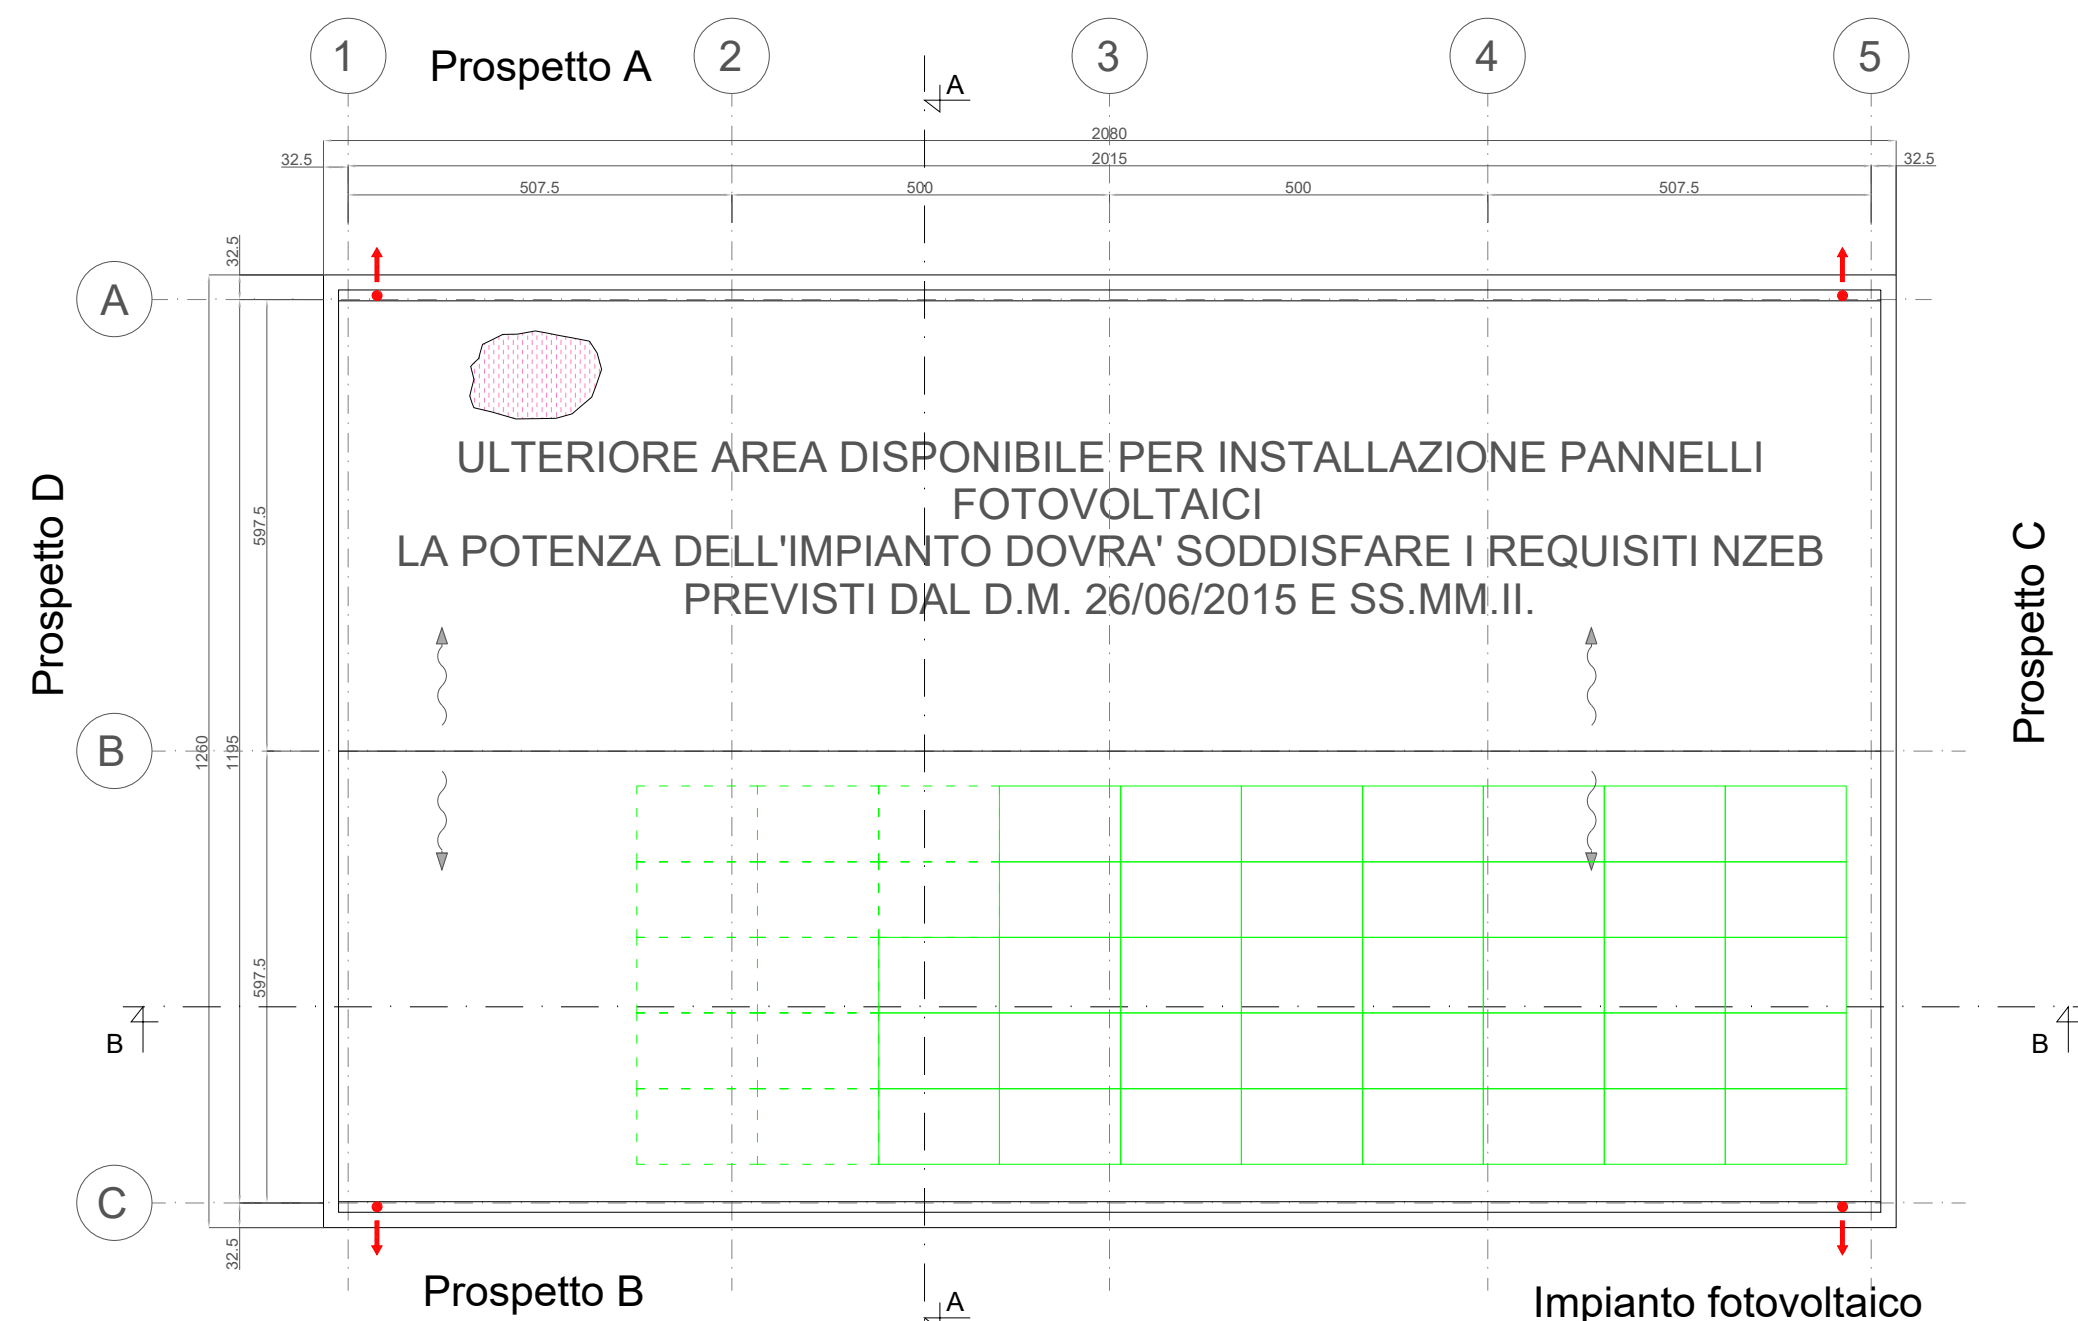 1
Prospetto A
2
3
4
5
A
2080
32.5
2015
32.5
507.5
500
500
507.5
32.5
A
ULTERIORE AREA DISPONIBILE PER INSTALLAZIONE PANNELLI
FOTOVOLTAICI
LA POTENZA DELL'IMPIANTO DOVRA' SODDISFARE I REQUISITI NZEB
PREVISTI DAL D.M. 26/06/2015 E SS.MM.II.
Prospetto D
597.5
Prospetto C
B
1260
1195
597.5
B
B
C
32.5
Prospetto B
A
Impianto fotovoltaico